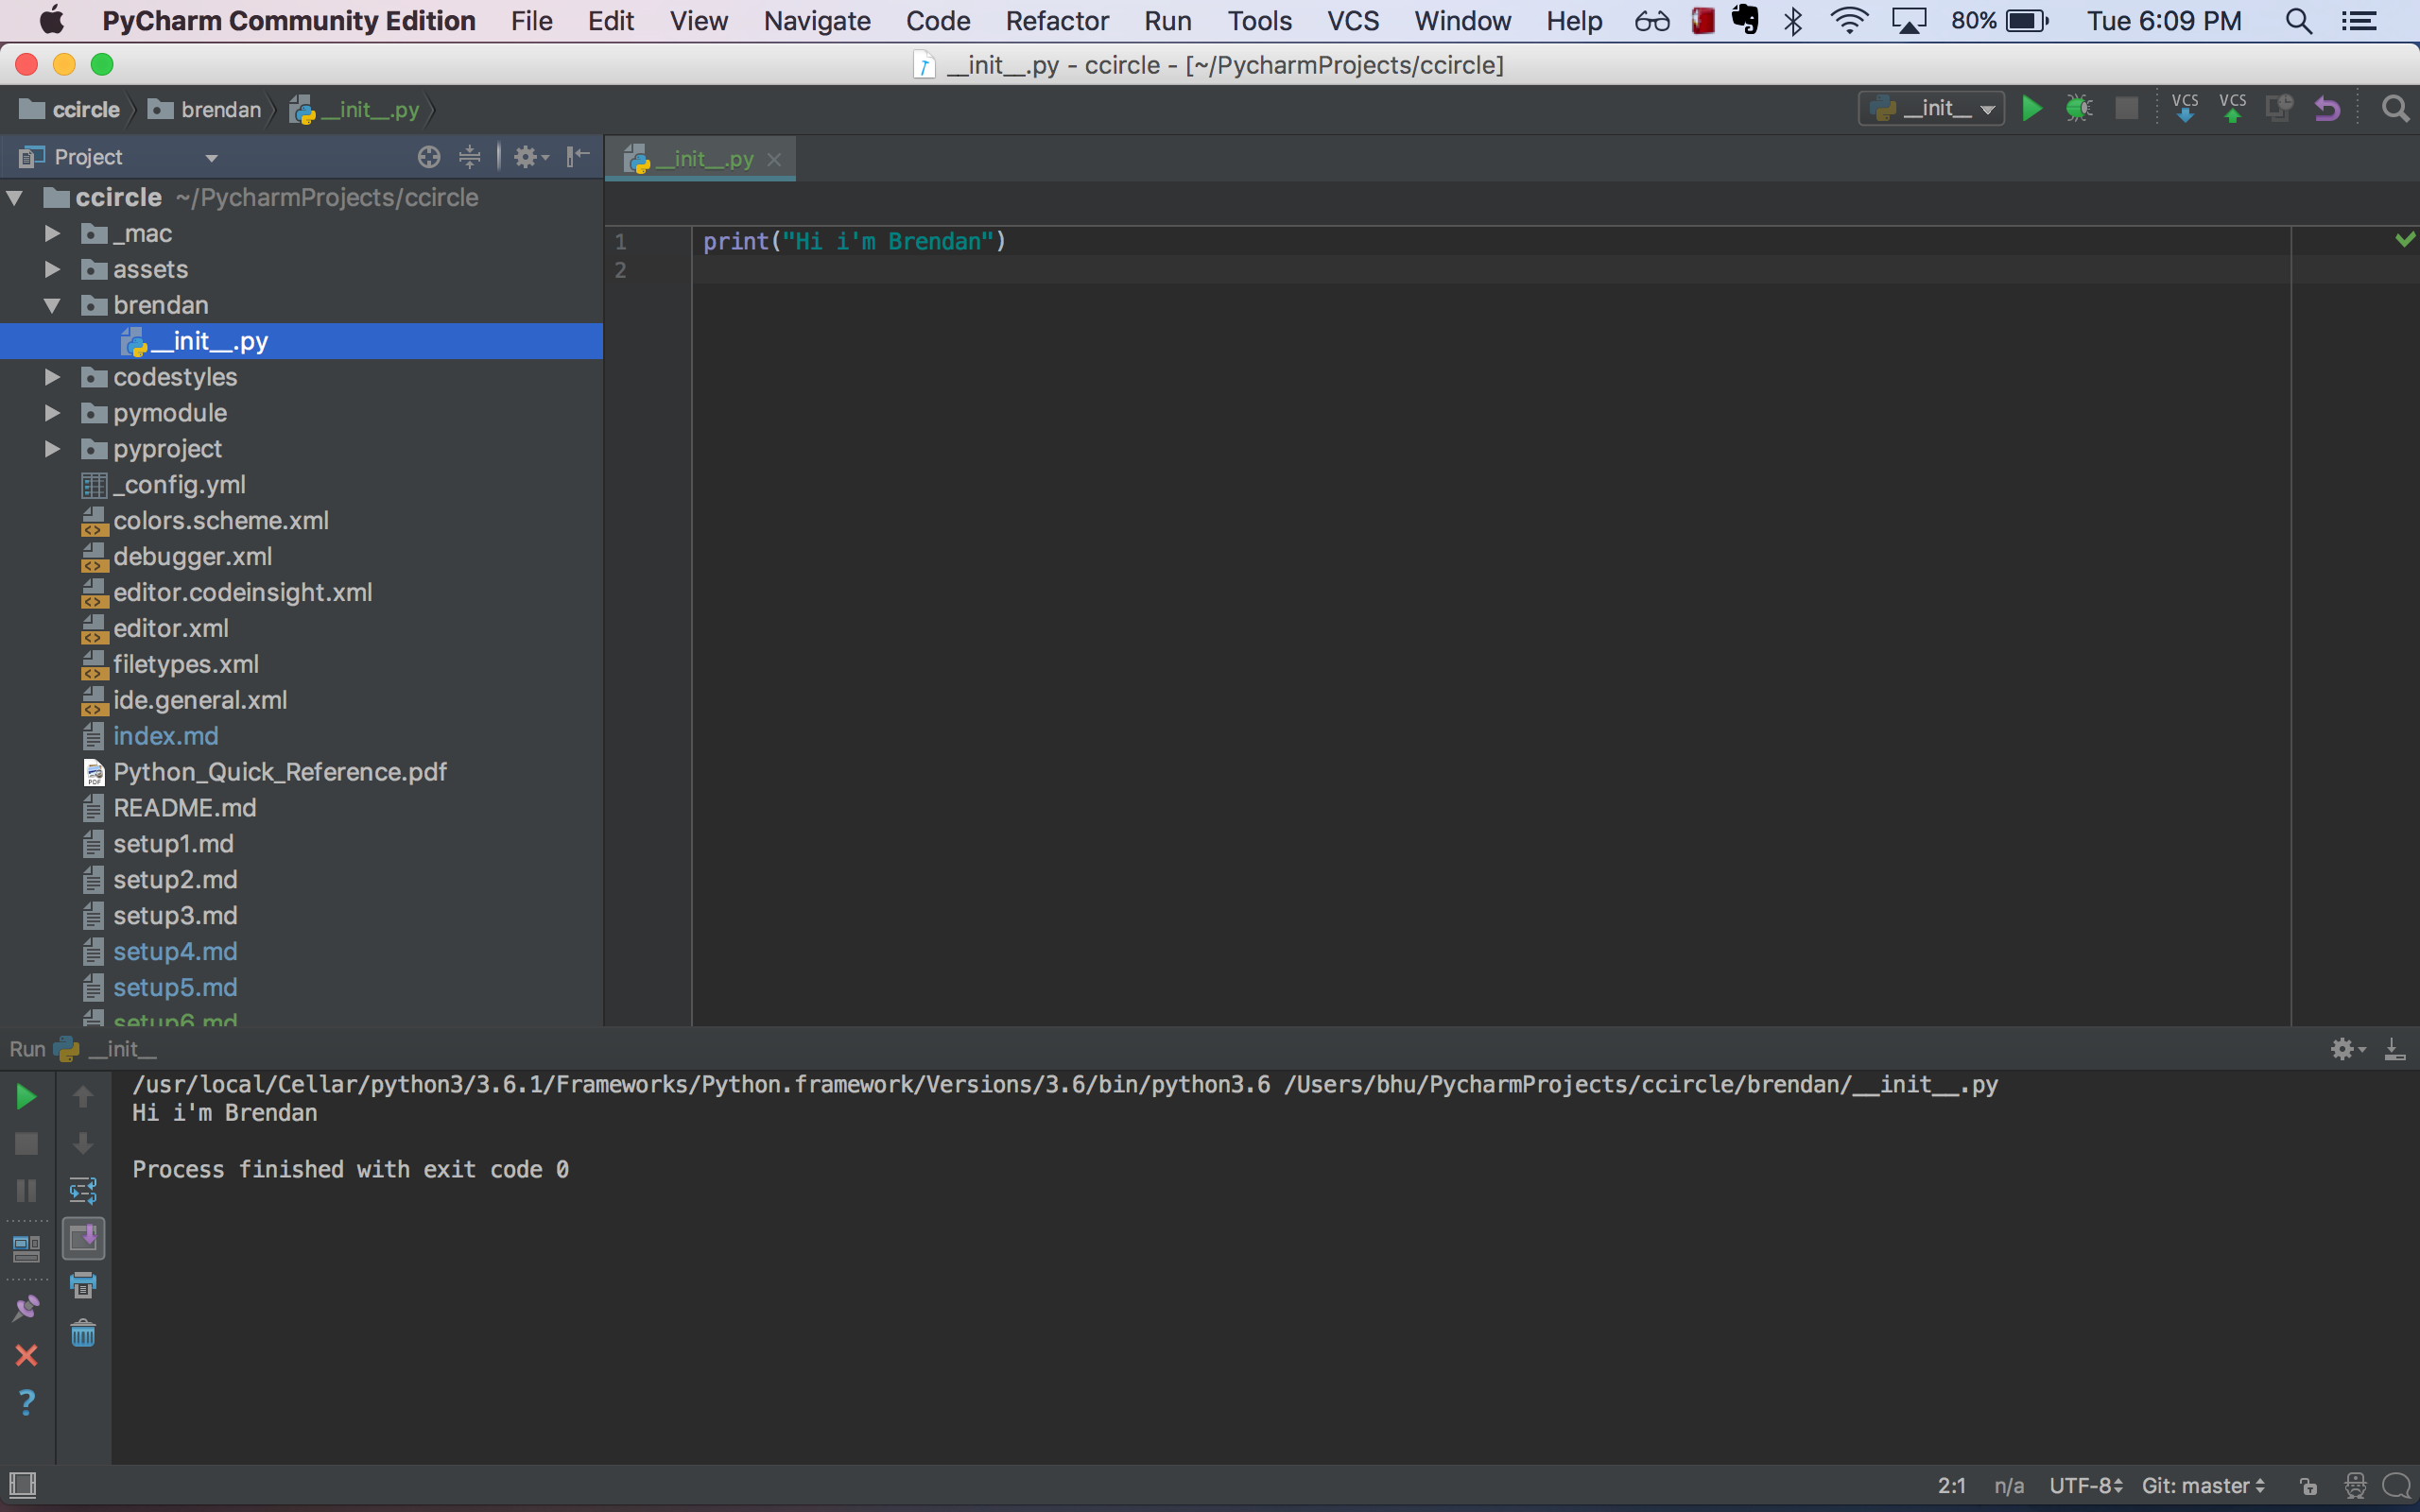 PyCharm Community Edition File Edit View Navigate Code Refactor Run Tools VCS Window Help 80% Tue 6:09 PM
__init__.py - ccircle - [~/PycharmProjects/ccircle]
ccircle brendan __init__.py __init__ VCS VCS
Project
__init__.py
ccircle ~/PycharmProjects/ccircle
_mac
assets
brendan
__init__.py
codestyles
pymodule
pyproject
_config.yml
colors.scheme.xml
debugger.xml
editor.codeinsight.xml
editor.xml
filetypes.xml
ide.general.xml
index.md
Python_Quick_Reference.pdf
README.md
setup1.md
setup2.md
setup3.md
setup4.md
setup5.md
setup6.md
1 print("Hi i'm Brendan")
2
Run __init__
/usr/local/Cellar/python3/3.6.1/Frameworks/Python.framework/Versions/3.6/bin/python3.6 /Users/bhu/PycharmProjects/ccircle/brendan/__init__.py
Hi i'm Brendan
Process finished with exit code 0
2:1 n/a UTF-8 Git: master